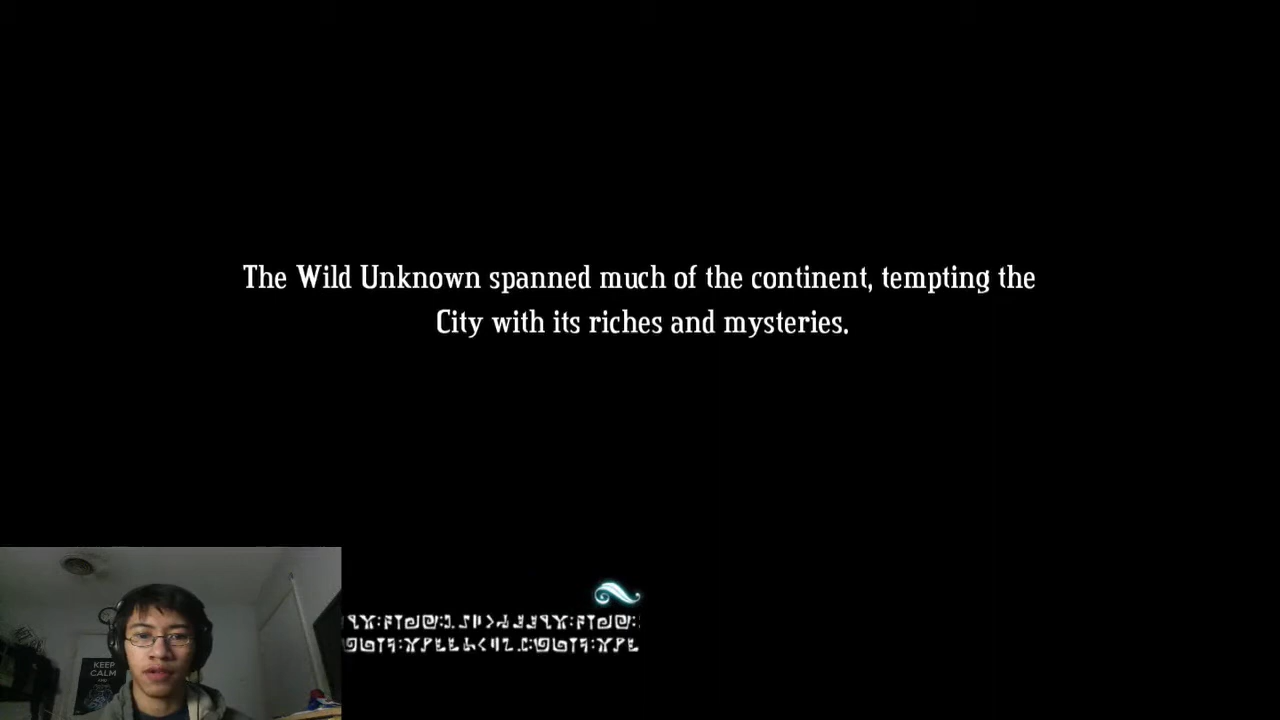 The Wild Unknown spanned much of the continent, tempting the
City with its riches and mysteries.
KEEP
CALM